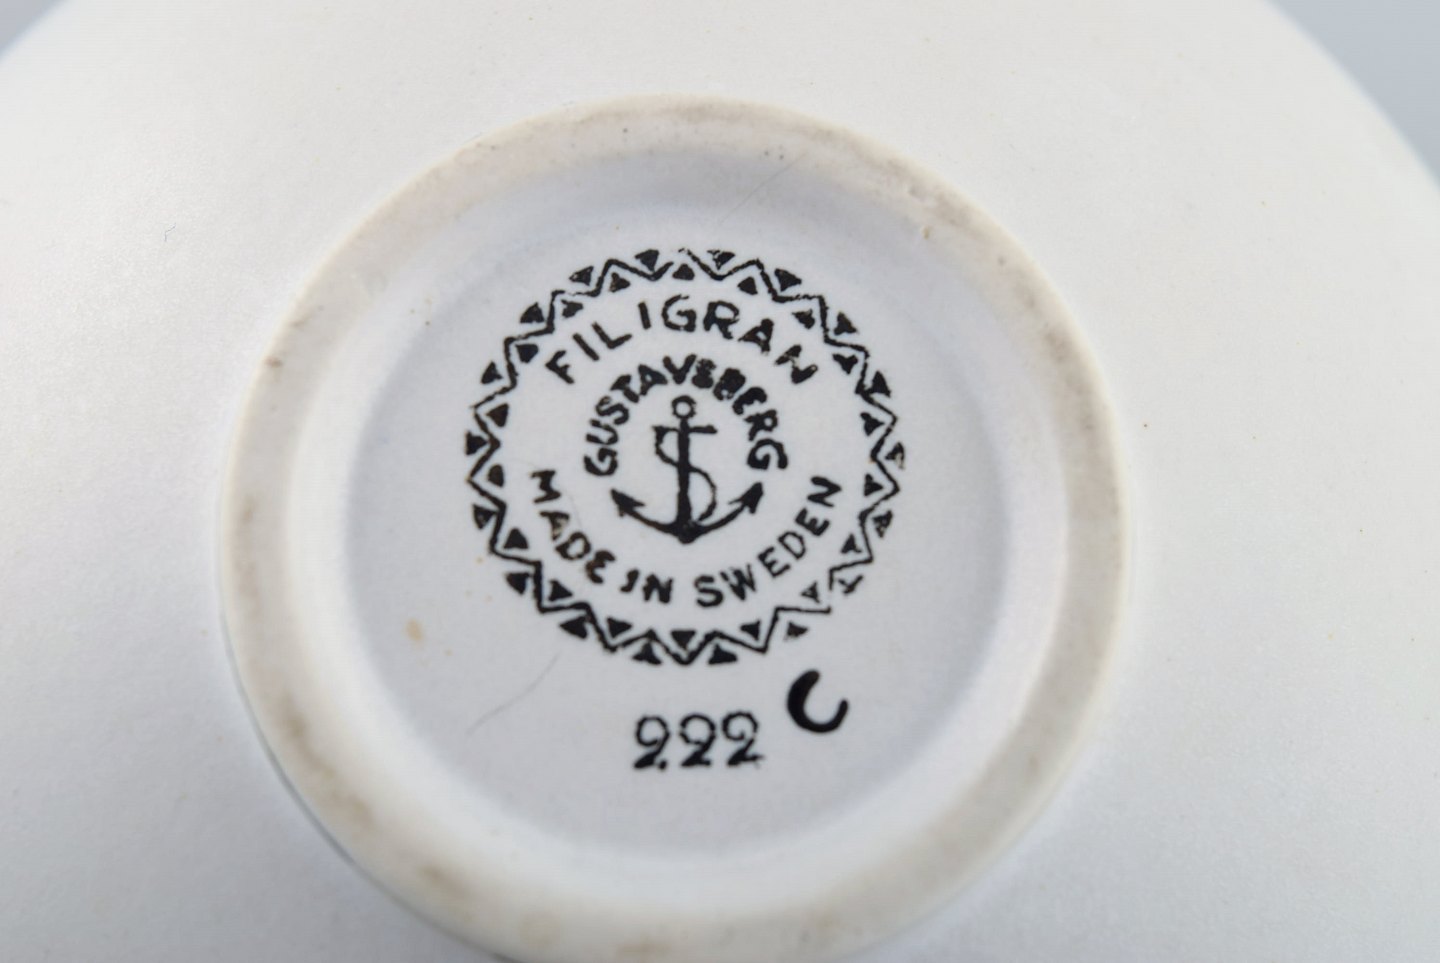 FILIGRAN
GUSTAVSBERG
S
MADE IN SWEDEN
222 C